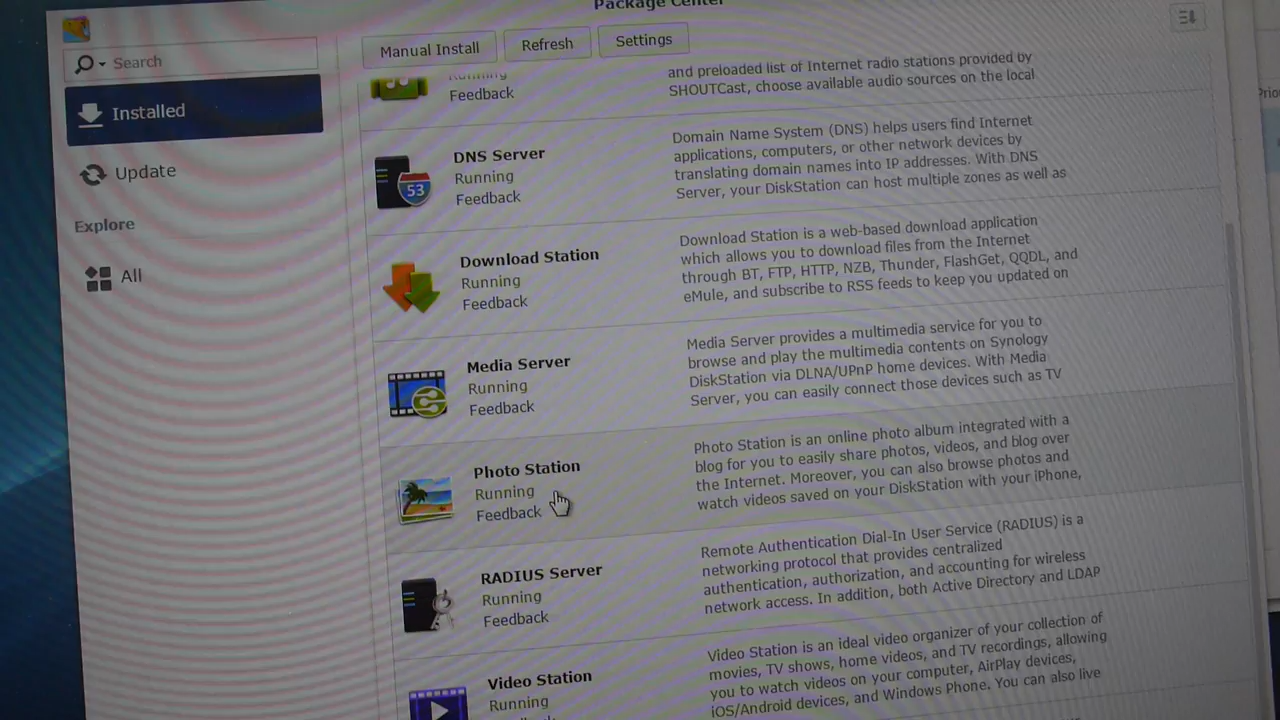 Package Center
Search
Manual Install
Refresh
Settings
Installed
Update
Explore
All
Running
Feedback
and preloaded list of Internet radio stations provided by
SHOUTCast, choose available audio sources on the local
DNS Server
Running
Feedback
53
Domain Name System (DNS) helps users find Internet
applications, computers, or other network devices by
translating domain names into IP addresses. With DNS
Server, your DiskStation can host multiple zones as well as
Download Station
Running
Feedback
Download Station is a web-based download application
which allows you to download files from the Internet
through BT, FTP, HTTP, NZB, Thunder, FlashGet, QQDL, and
eMule, and subscribe to RSS feeds to keep you updated on
Media Server
Running
Feedback
Media Server provides a multimedia service for you to
browse and play the multimedia contents on Synology
DiskStation via DLNA/UPnP home devices. With Media
Server, you can easily connect those devices such as TV
Photo Station
Running
Feedback
Photo Station is an online photo album integrated with a
blog for you to easily share photos, videos, and blog over
the Internet. Moreover, you can also browse photos and
watch videos saved on your DiskStation with your iPhone,
RADIUS Server
Running
Feedback
Remote Authentication Dial-In User Service (RADIUS) is a
networking protocol that provides centralized
authentication, authorization, and accounting for wireless
network access. In addition, both Active Directory and LDAP
Video Station
Running
Video Station is an ideal video organizer of your collection of
movies, TV shows, home videos, and TV recordings, allowing
you to watch videos on your computer, AirPlay devices,
iOS/Android devices, and Windows Phone. You can also live